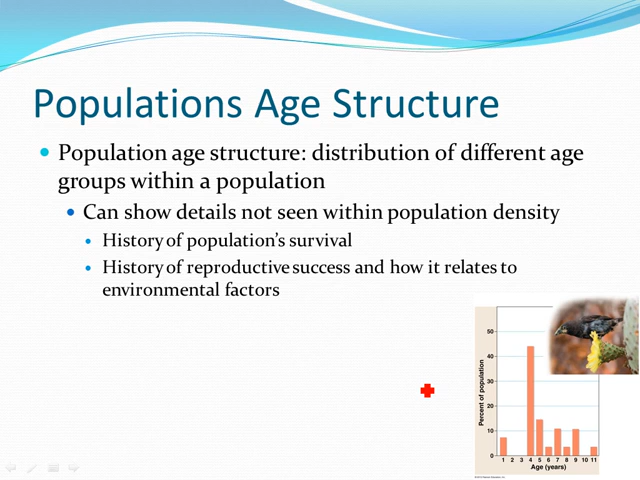 Populations Age Structure
Population age structure: distribution of different age
groups within a population
Can show details not seen within population density
History of population's survival
History of reproductive success and how it relates to
environmental factors
Percent of population
50
40
30
20
10
0
1 2 3 4 5 6 7 8 9 10 11
Age (years)